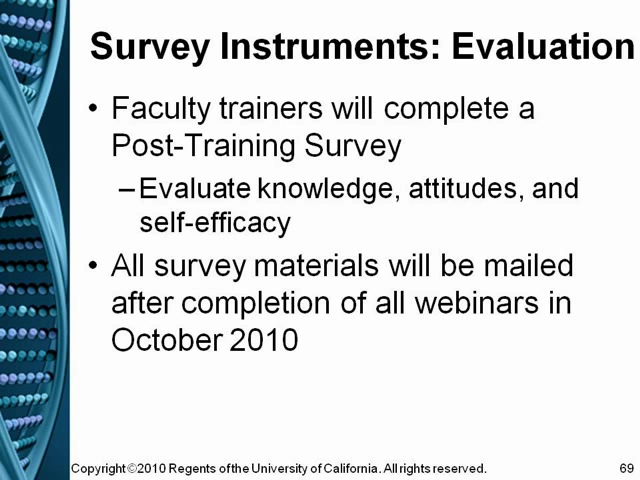 Survey Instruments: Evaluation
• Faculty trainers will complete a
Post-Training Survey
–Evaluate knowledge, attitudes, and
self-efficacy
• All survey materials will be mailed
after completion of all webinars in
October 2010
Copyright ©2010 Regents of the University of California. All rights reserved.
69